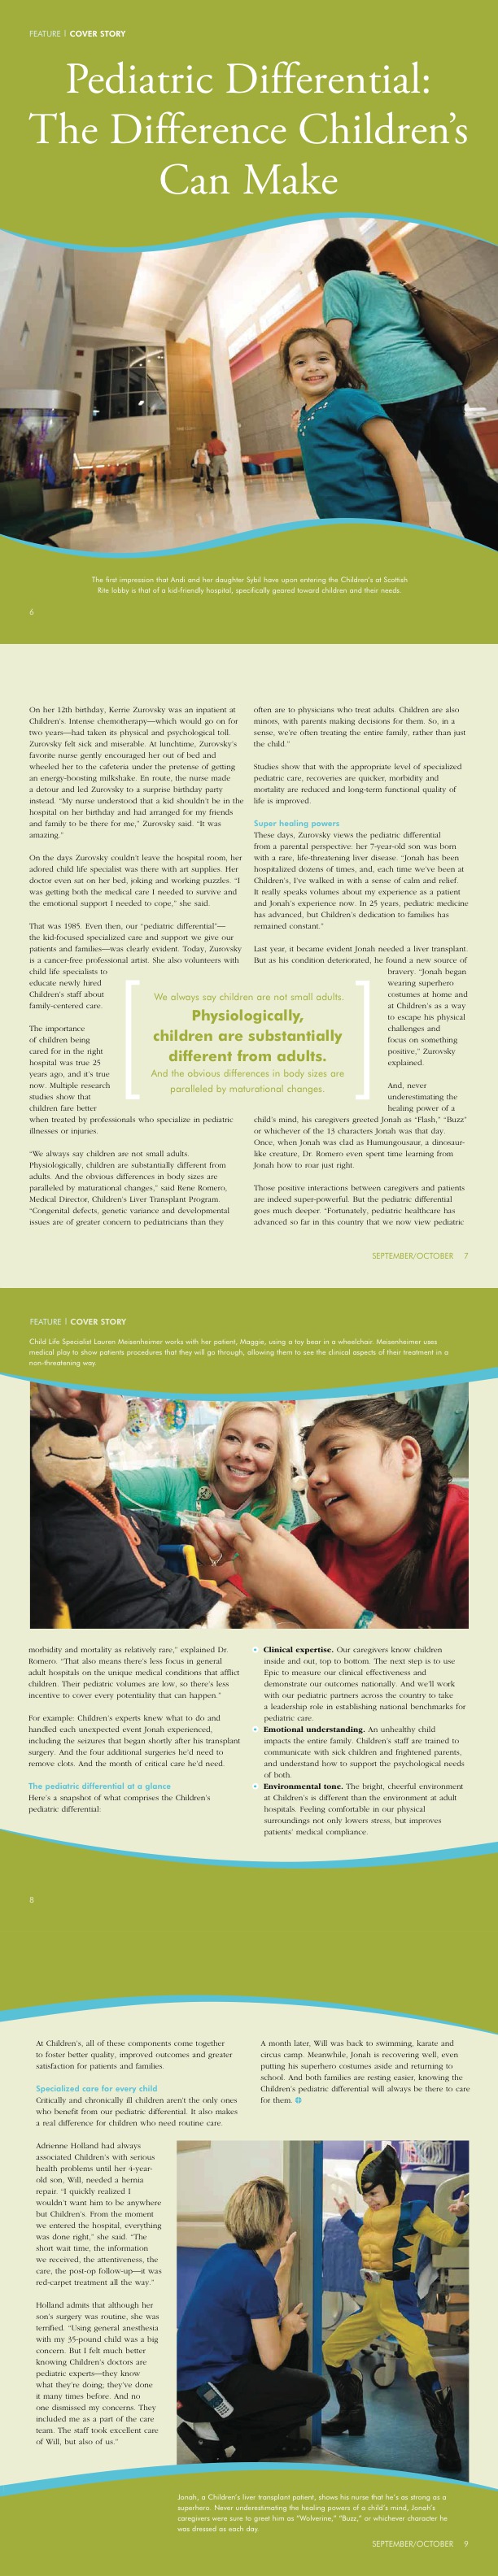 FEATURE | COVER STORY
Pediatric Differential:
The Difference Children's
Can Make
The first impression that Andi and her daughter Sybil have upon entering the Children's at Scottish
Rite lobby is that of a kid-friendly hospital, specifically geared toward children and their needs.
6
On her 12th birthday, Kerrie Zurovsky was an inpatient at
Children's. Intense chemotherapy—which would go on for
two years—had taken its physical and psychological toll.
Zurovsky felt sick and miserable. At lunchtime, Zurovsky's
favorite nurse gently encouraged her out of bed and
wheeled her to the cafeteria under the pretense of getting
an energy-boosting milkshake. En route, the nurse made
a detour and led Zurovsky to a surprise birthday party
instead. "My nurse understood that a kid shouldn't be in the
hospital on her birthday and had arranged for my friends
and family to be there for me," Zurovsky said. "It was
amazing."
On the days Zurovsky couldn't leave the hospital room, her
adored child life specialist was there with art supplies. Her
doctor even sat on her bed, joking and working puzzles. "I
was getting both the medical care I needed to survive and
the emotional support I needed to cope," she said.
That was 1985. Even then, our "pediatric differential"—
the kid-focused specialized care and support we give our
patients and families—was clearly evident. Today, Zurovsky
is a cancer-free professional artist. She also volunteers with
child life specialists to
educate newly hired
Children's staff about
family-centered care.
The importance
of children being
cared for in the right
hospital was true 25
years ago, and it's true
now. Multiple research
studies show that
children fare better
when treated by professionals who specialize in pediatric
illnesses or injuries.
"We always say children are not small adults.
Physiologically, children are substantially different from
adults. And the obvious differences in body sizes are
paralleled by maturational changes," said Rene Romero,
Medical Director, Children's Liver Transplant Program.
"Congenital defects, genetic variance and developmental
issues are of greater concern to pediatricians than they
often are to physicians who treat adults. Children are also
minors, with parents making decisions for them. So, in a
sense, we're often treating the entire family, rather than just
the child."
Studies show that with the appropriate level of specialized
pediatric care, recoveries are quicker, morbidity and
mortality are reduced and long-term functional quality of
life is improved.
Super healing powers
These days, Zurovsky views the pediatric differential
from a parental perspective: her 7-year-old son was born
with a rare, life-threatening liver disease. "Jonah has been
hospitalized dozens of times, and each time we've been at
Children's, I've walked in with a sense of calm and relief.
It really speaks volumes about my experience as a patient
and Jonah's experience now. In 25 years, pediatric medicine
has advanced, but Children's dedication to families has
remained constant."
Last year, it became evident Jonah needed a liver transplant.
But as his condition deteriorated, he found a new source of
bravery. "Jonah began
wearing superhero
costumes at home and
at Children's as a way
to escape his physical
challenges and
focus on something
positive," Zurovsky
explained.
And, never
underestimating the
healing power of a
child's mind, his caregivers greeted Jonah as "Flash," "Buzz"
or whichever of the 13 characters Jonah was that day.
Once, when Jonah was clad as Humungousaur, a dinosaur-
like creature, Dr. Romero even spent time learning from
Jonah how to roar just right.
Those positive interactions between caregivers and patients
are indeed super-powerful. But the pediatric differential
goes much deeper. "Fortunately, pediatric healthcare has
advanced so far in this country that we now view pediatric
We always say children are not small adults.
Physiologically,
children are substantially
different from adults.
And the obvious differences in body sizes are
paralleled by maturational changes.
SEPTEMBER/OCTOBER 7
FEATURE | COVER STORY
Child Life Specialist Lauren Meisenheimer works with her patient, Maggie, using a toy bear in a wheelchair. Meisenheimer uses
medical play to show patients procedures that they will go through, allowing them to see the clinical aspects of their treatment in a
non-threatening way.
morbidity and mortality as relatively rare," explained Dr.
Romero. "That also means there's less focus in general
adult hospitals on the unique medical conditions that afflict
children. Their pediatric volumes are low, so there's less
incentive to cover every potentiality that can happen."
For example: Children's experts knew what to do and
handled each unexpected event Jonah experienced,
including the seizures that began shortly after his transplant
surgery. And the four additional surgeries he'd need to
remove clots. And the month of critical care he'd need.
The pediatric differential at a glance
Here's a snapshot of what comprises the Children's
pediatric differential:
Clinical expertise. Our caregivers know children
inside and out, top to bottom. The next step is to use
Epic to measure our clinical effectiveness and
demonstrate our outcomes nationally. And we'll work
with our pediatric partners across the country to take
a leadership role in establishing national benchmarks for
pediatric care.
Emotional understanding. An unhealthy child
impacts the entire family. Children's staff are trained to
communicate with sick children and frightened parents,
and understand how to support the psychological needs
of both.
Environmental tone. The bright, cheerful environment
at Children's is different than the environment at adult
hospitals. Feeling comfortable in our physical
surroundings not only lowers stress, but improves
patients' medical compliance.
8
At Children's, all of these components come together
to foster better quality, improved outcomes and greater
satisfaction for patients and families.
Specialized care for every child
Critically and chronically ill children aren't the only ones
who benefit from our pediatric differential. It also makes
a real difference for children who need routine care.
Adrienne Holland had always
associated Children's with serious
health problems until her 4-year-
old son, Will, needed a hernia
repair. "I quickly realized I
wouldn't want him to be anywhere
but Children's. From the moment
we entered the hospital, everything
was done right," she said. "The
short wait time, the information
we received, the attentiveness, the
care, the post-op follow-up—it was
red-carpet treatment all the way."
Holland admits that although her
son's surgery was routine, she was
terrified. "Using general anesthesia
with my 35-pound child was a big
concern. But I felt much better
knowing Children's doctors are
pediatric experts—they know
what they're doing, they've done
it many times before. And no
one dismissed my concerns. They
included me as a part of the care
team. The staff took excellent care
of Will, but also of us."
A month later, Will was back to swimming, karate and
circus camp. Meanwhile, Jonah is recovering well, even
putting his superhero costumes aside and returning to
school. And both families are resting easier, knowing the
Children's pediatric differential will always be there to care
for them.
Jonah, a Children's liver transplant patient, shows his nurse that he's as strong as a
superhero. Never underestimating the healing powers of a child's mind, Jonah's
caregivers were sure to greet him as "Wolverine," "Buzz," or whichever character he
was dressed as each day.
SEPTEMBER/OCTOBER 9